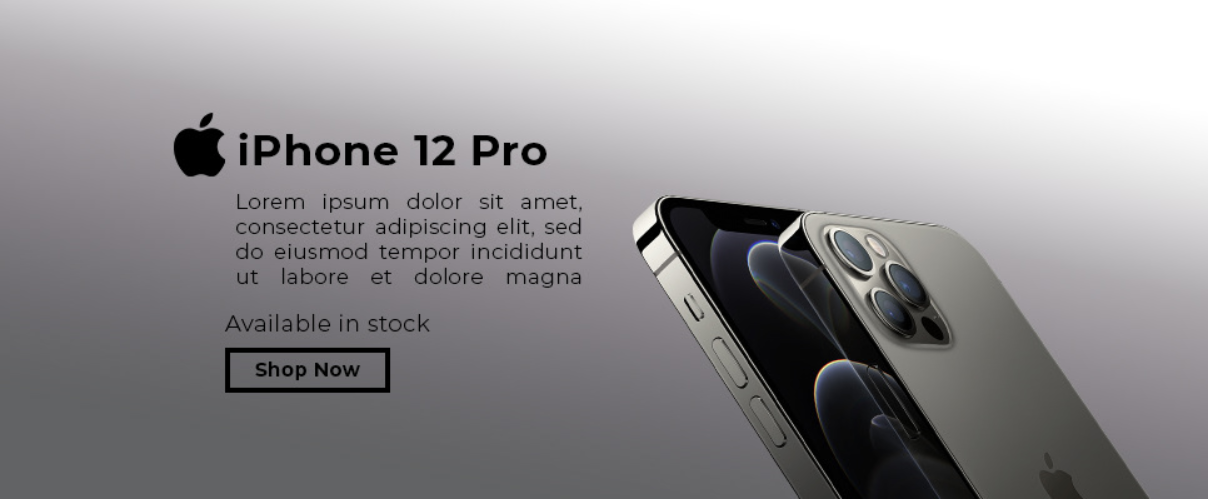 iPhone 12 Pro
Lorem ipsum dolor sit amet,
consectetur adipiscing elit, sed
do eiusmod tempor incididunt
ut labore et dolore magna
Available in stock
Shop Now